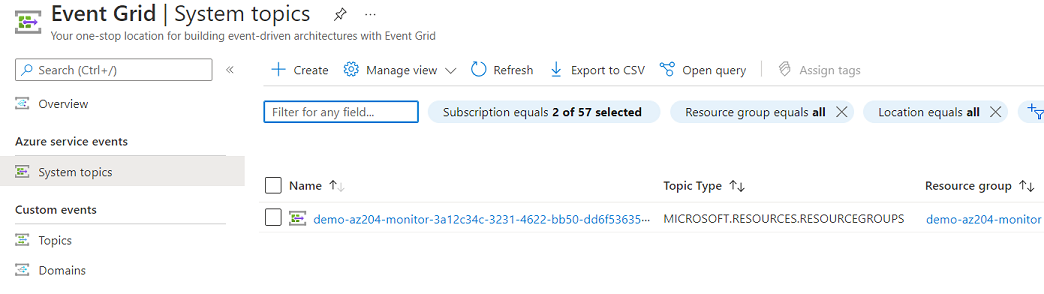 Event Grid | System topics ...
Your one-stop location for building event-driven architectures with Event Grid
Search (Ctrl+/) «
Create Manage view Refresh Export to CSV Open query Assign tags
Overview
Filter for any field... Subscription equals 2 of 57 selected Resource group equals all Location equals all
Azure service events
System topics
Name Topic Type Resource group
Custom events
demo-az204-monitor-3a12c34c-3231-4622-bb50-dd6f53635... MICROSOFT.RESOURCES.RESOURCEGROUPS demo-az204-monitor
Topics
Domains